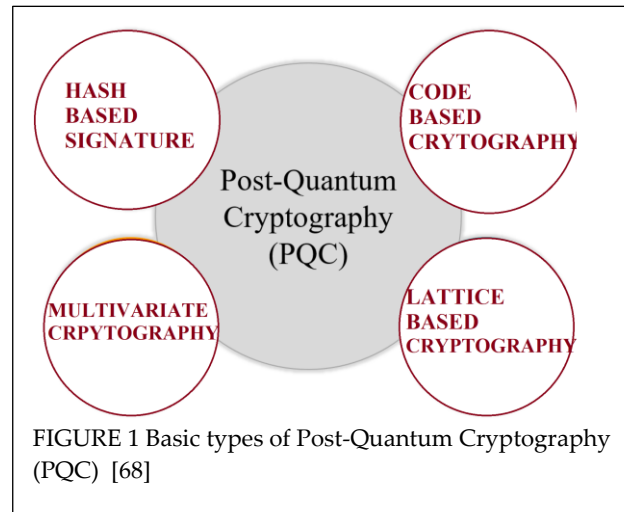 HASH
BASED
SIGNATURE
CODE
BASED
CRYTOGRAPHY
Post-Quantum
Cryptography
(PQC)
MULTIVARIATE
CRPYTOGRAPHY
LATTICE
BASED
CRYPTOGRAPHY
FIGURE 1 Basic types of Post-Quantum Cryptography
(PQC) [68]